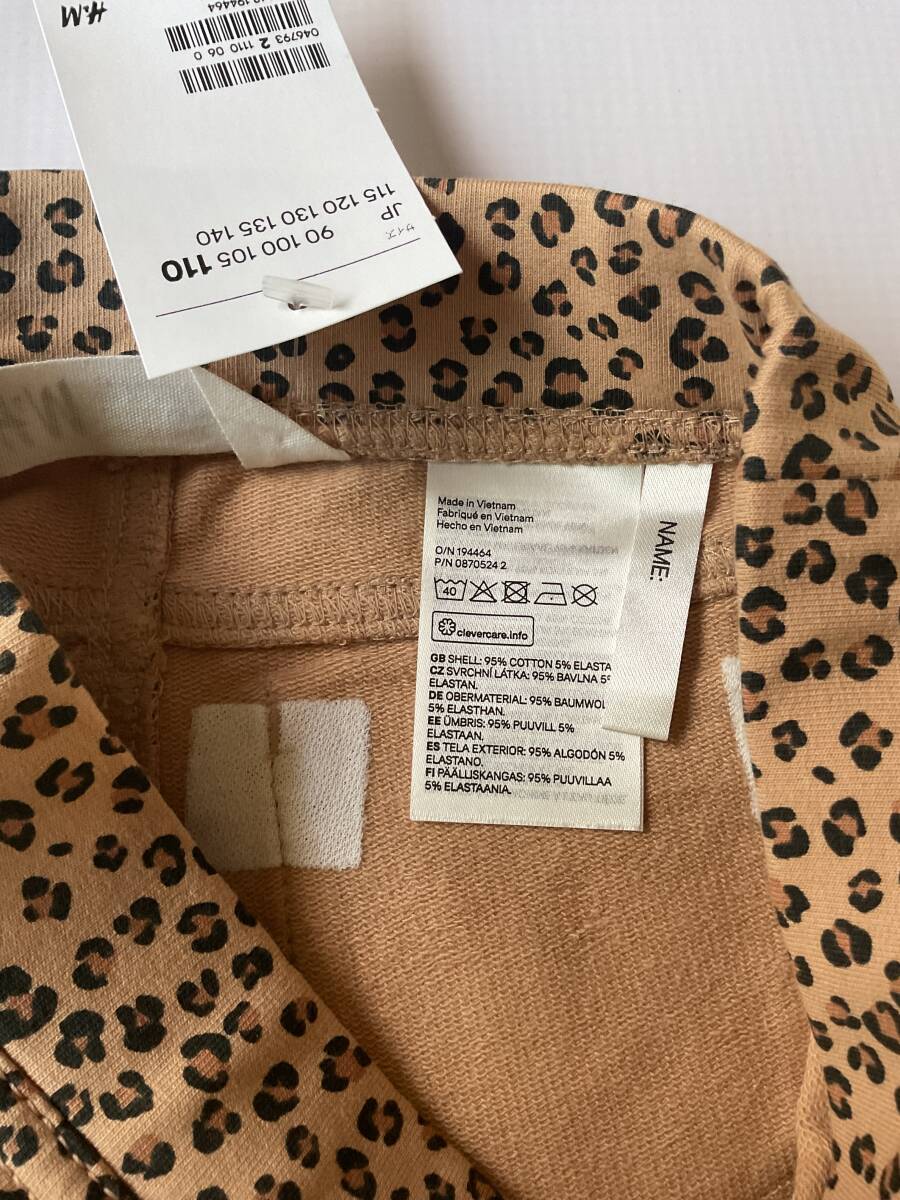 H&M
194464
046793 2 1110 06 0
サイズ
JP
90 100 105 110
115 120 130 135 140
Made in Vietnam
Fabriqué en Vietnam
Hecho en Vietnam
O/N 194464
P/N 0870524 2
40
clevercare.info
GB SHELL: 95% COTTON 5% ELASTA
CZ SVRCHNÍ LÁTKA: 95% BAVLNA 5%
ELASTAN.
DE OBERMATERIAL: 95% BAUMWOL
5% ELASTHAN.
EE ÜMBRIS: 95% PUUVILL 5%
ELASTAAN.
ES TELA EXTERIOR: 95% ALGODÓN 5%
ELASTANO.
FI PÄÄLLISKANGAS: 95% PUUVILLAA
5% ELASTAANIA.
NAME: